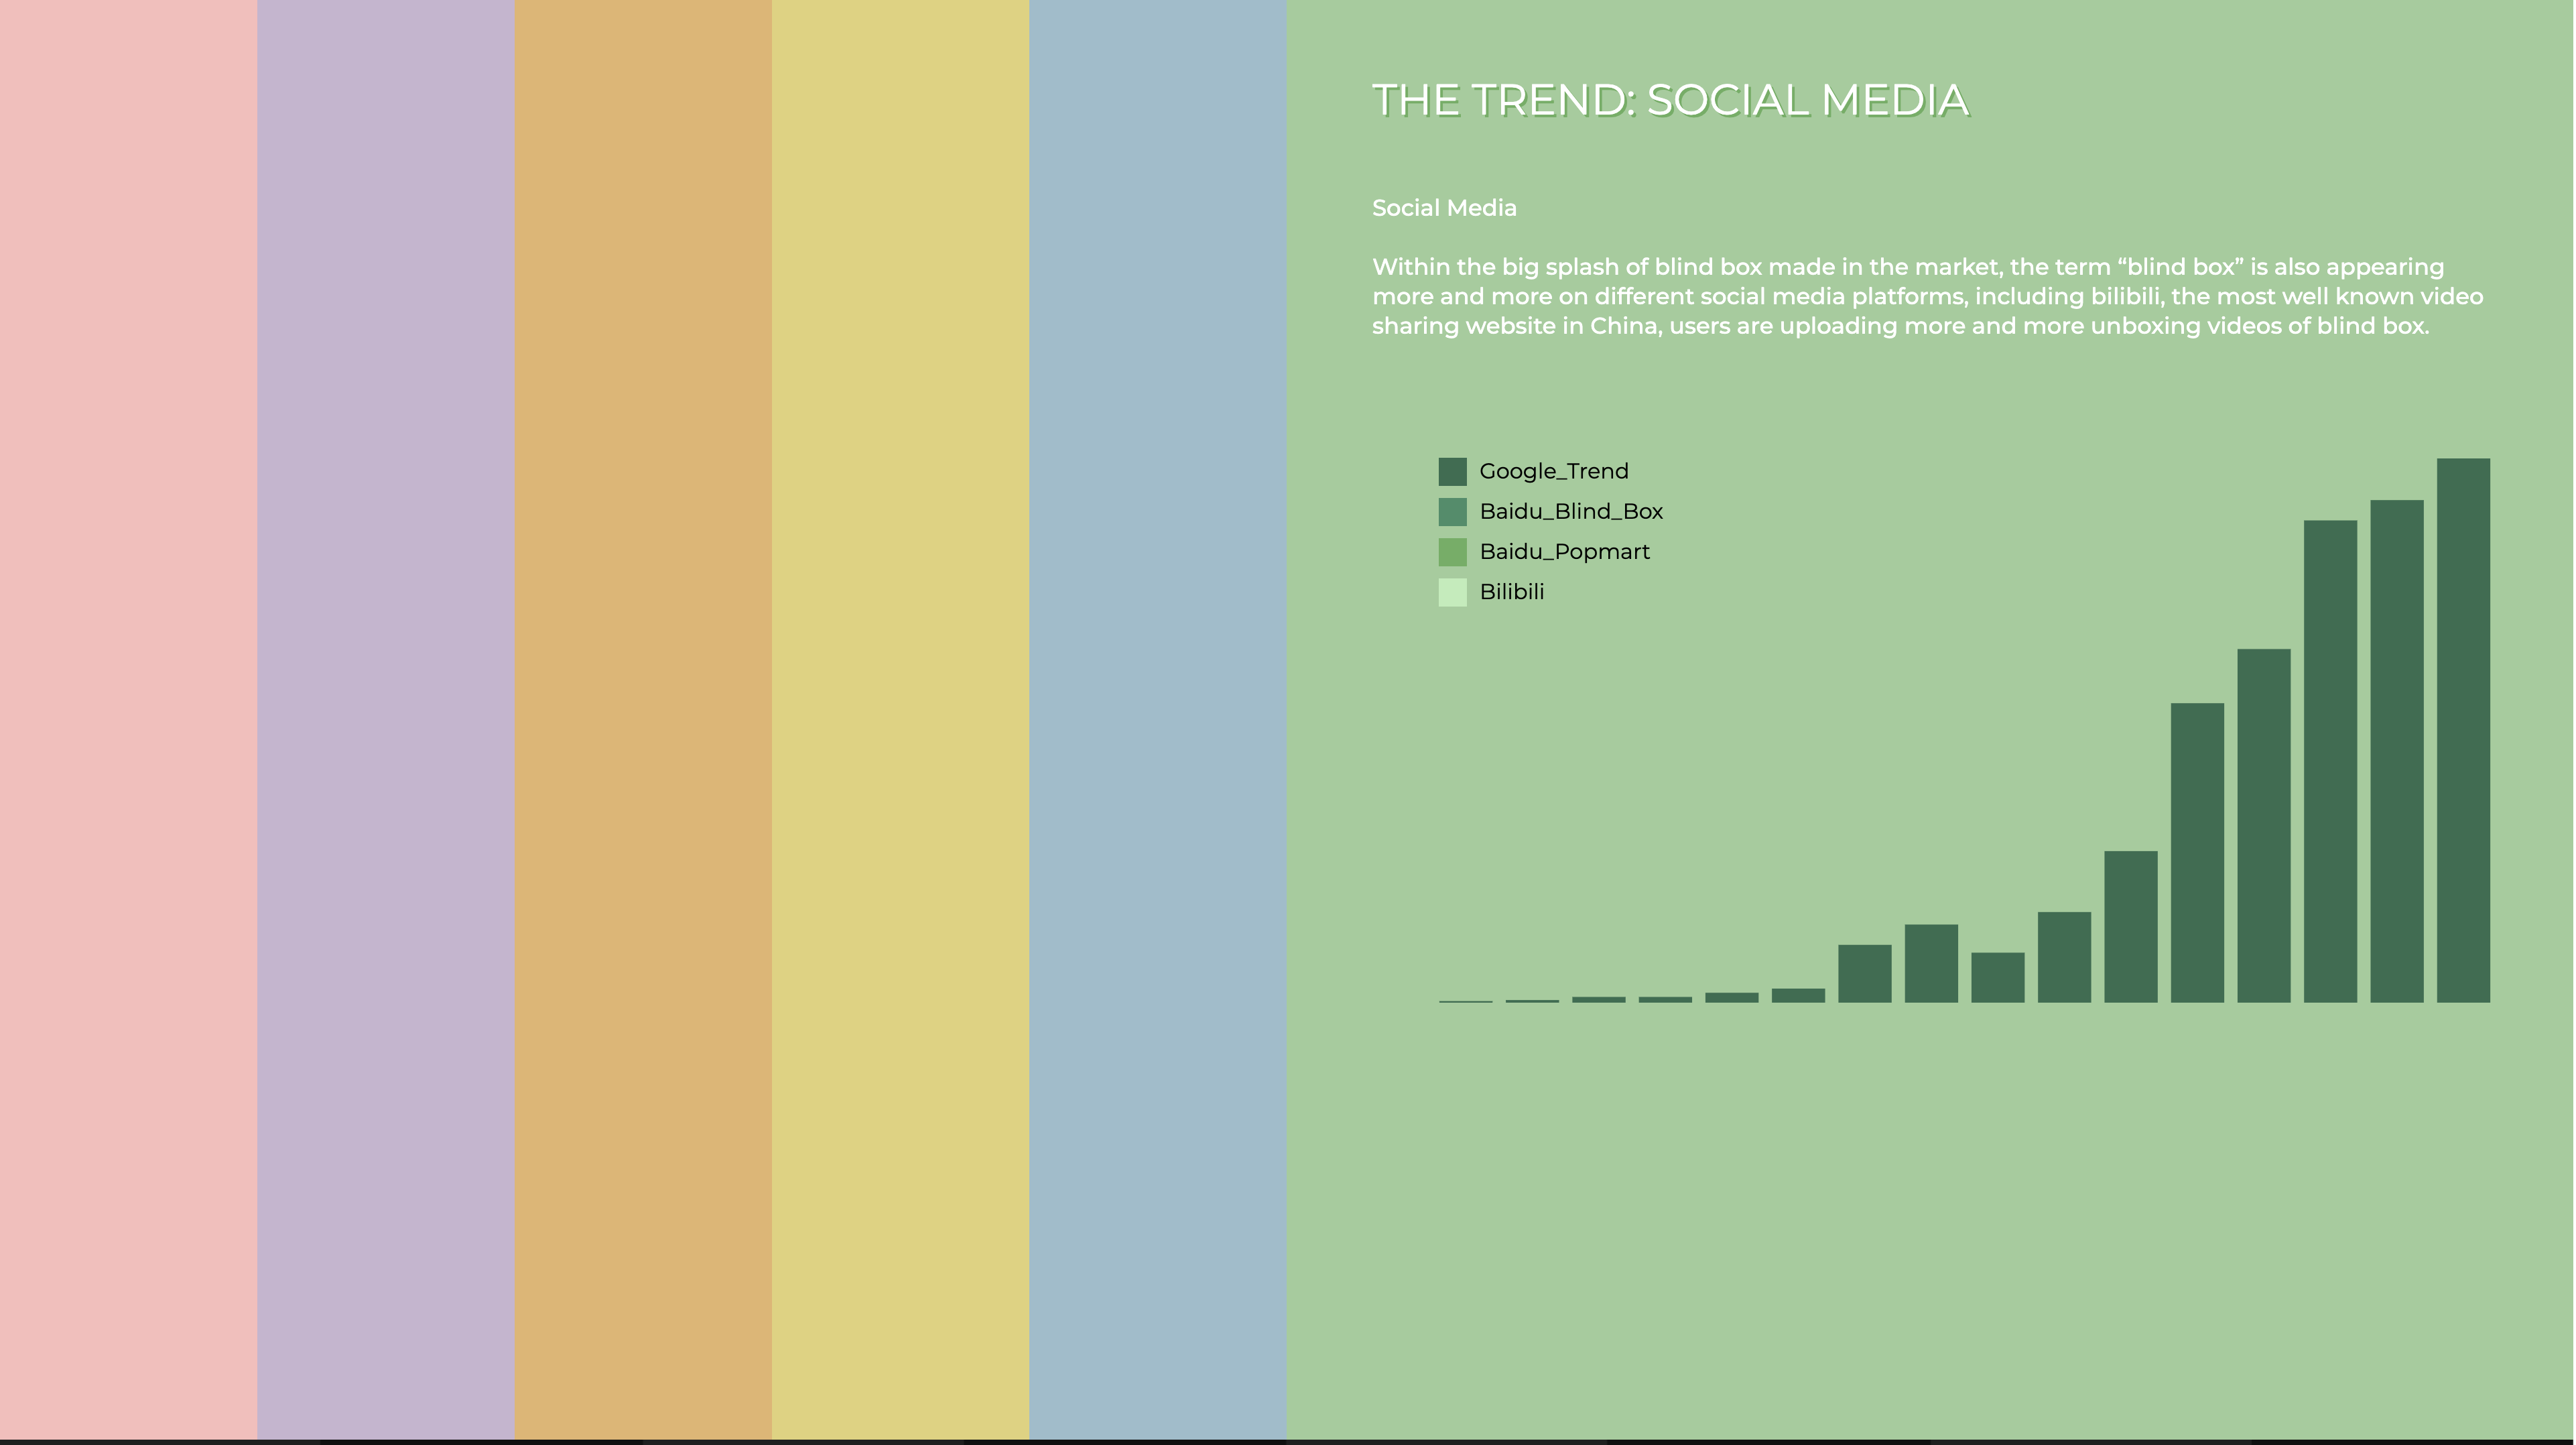 THE TREND: SOCIAL MEDIA
Social Media
Within the big splash of blind box made in the market, the term “blind box” is also appearing
more and more on different social media platforms, including bilibili, the most well known video
sharing website in China, users are uploading more and more unboxing videos of blind box.
Google_Trend
Baidu_Blind_Box
Baidu_Popmart
Bilibili